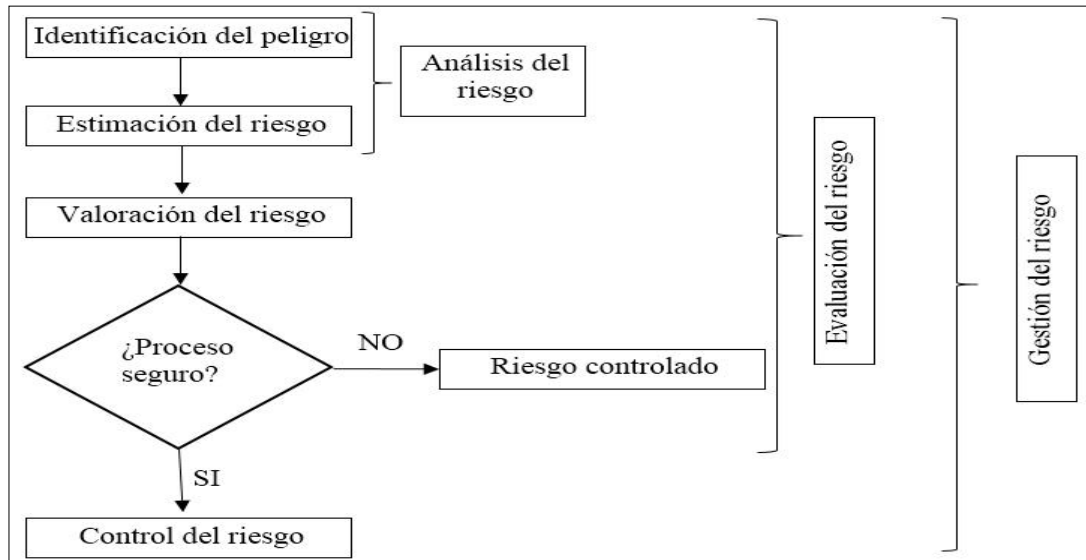 Identificación del peligro
Análisis del
riesgo
Estimación del riesgo
Valoración del riesgo
¿Proceso
seguro?
NO
Riesgo controlado
SI
Control del riesgo
Evaluación del riesgo
Gestión del riesgo